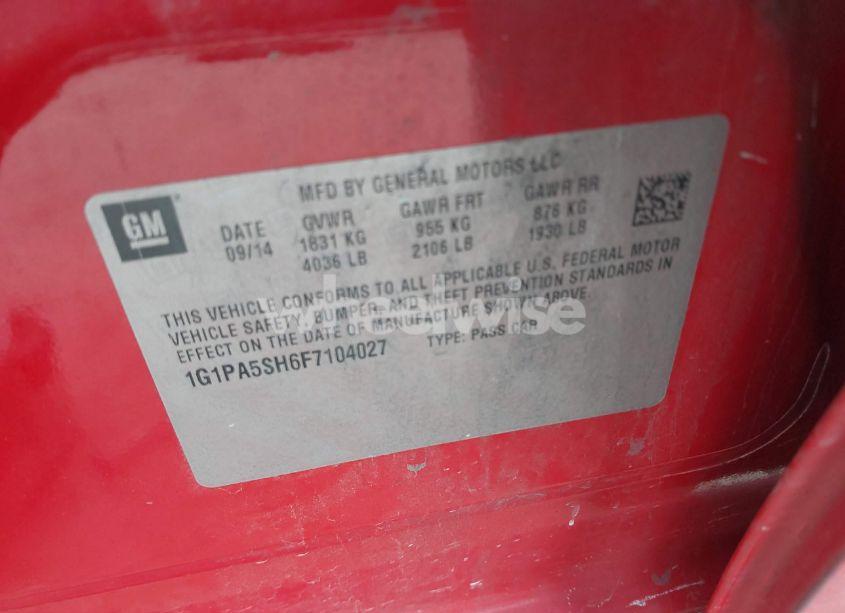 MFD BY GENERAL MOTORS LLC
GM
DATE GVWR GAWR FRT GAWR RR
09/14 1831 KG 955 KG 876 KG
4036 LB 2106 LB 1930 LB
THIS VEHICLE CONFORMS TO ALL APPLICABLE U.S. FEDERAL MOTOR
VEHICLE SAFETY, BUMPER, AND THEFT PREVENTION STANDARDS IN
EFFECT ON THE DATE OF MANUFACTURE SHOWN ABOVE.
1G1PA5SH6F7104027 TYPE: PASS CAR
wheelwise